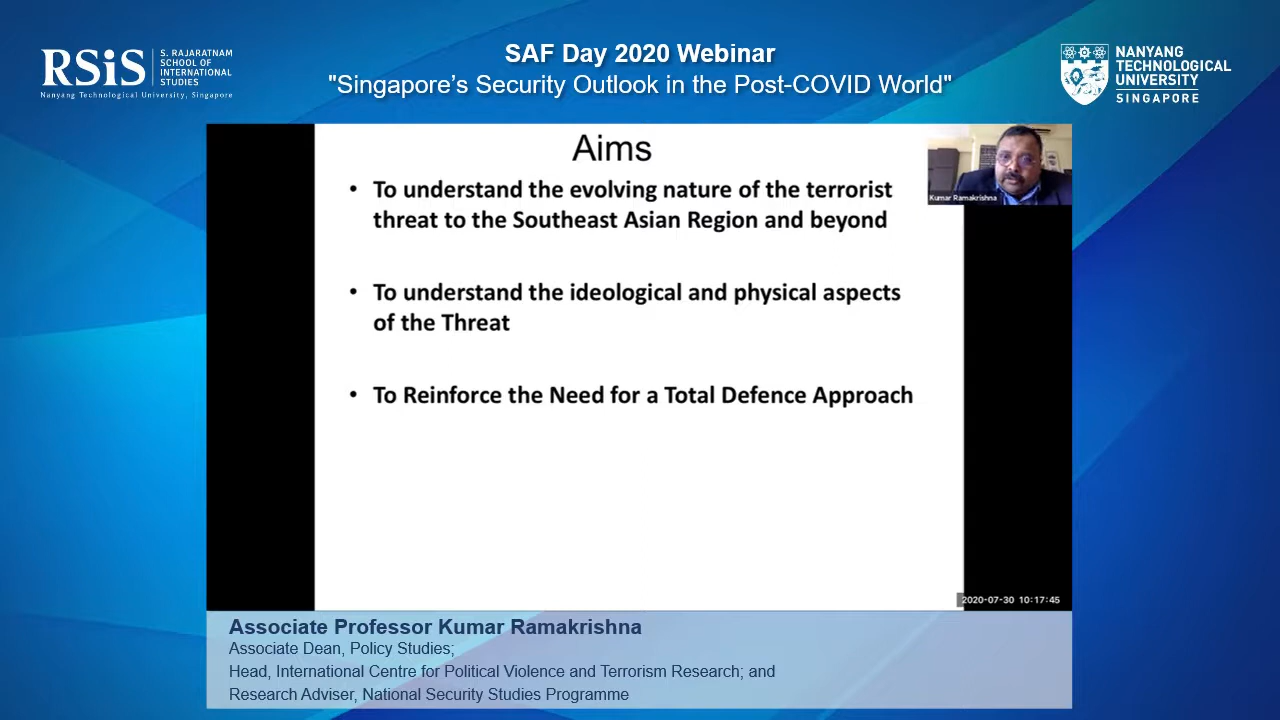 RSiS
S. RAJARATNAM
SCHOOL OF
INTERNATIONAL
STUDIES
Nanyang Technological University, Singapore
SAF Day 2020 Webinar
"Singapore’s Security Outlook in the Post-COVID World"
NANYANG
TECHNOLOGICAL
UNIVERSITY
SINGAPORE
Aims
• To understand the evolving nature of the terrorist
threat to the Southeast Asian Region and beyond
• To understand the ideological and physical aspects
of the Threat
• To Reinforce the Need for a Total Defence Approach
Kumar Ramakrishna
2020-07-30 10:17:45
Associate Professor Kumar Ramakrishna
Associate Dean, Policy Studies;
Head, International Centre for Political Violence and Terrorism Research; and
Research Adviser, National Security Studies Programme